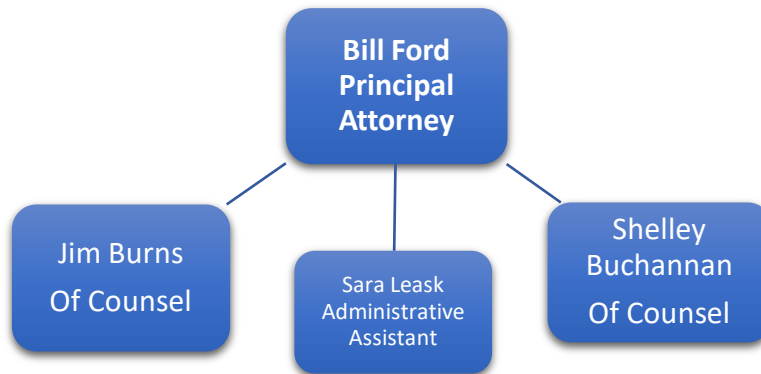 Bill Ford
Principal
Attorney
Jim Burns
Of Counsel
Sara Leask
Administrative
Assistant
Shelley
Buchannan
Of Counsel